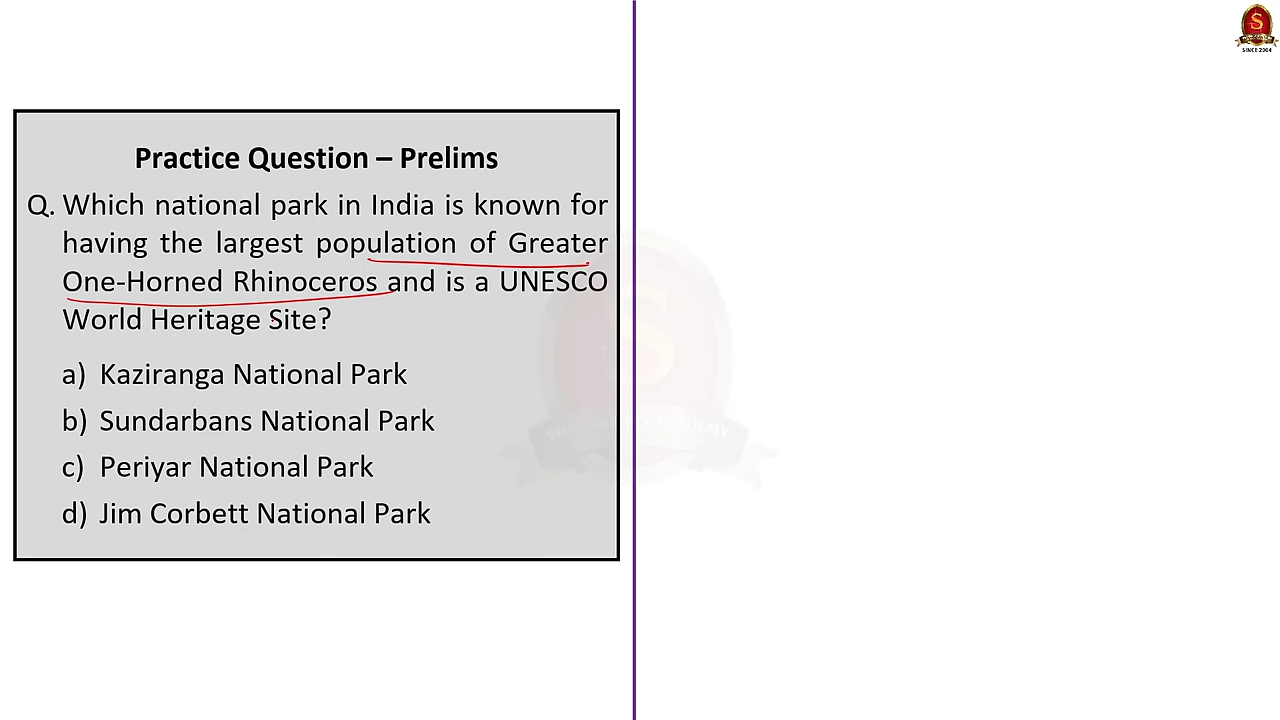 Practice Question – Prelims
Q. Which national park in India is known for
having the largest population of Greater
One-Horned Rhinoceros and is a UNESCO
World Heritage Site?
a) Kaziranga National Park
b) Sundarbans National Park
c) Periyar National Park
d) Jim Corbett National Park
S
SINCE 2004